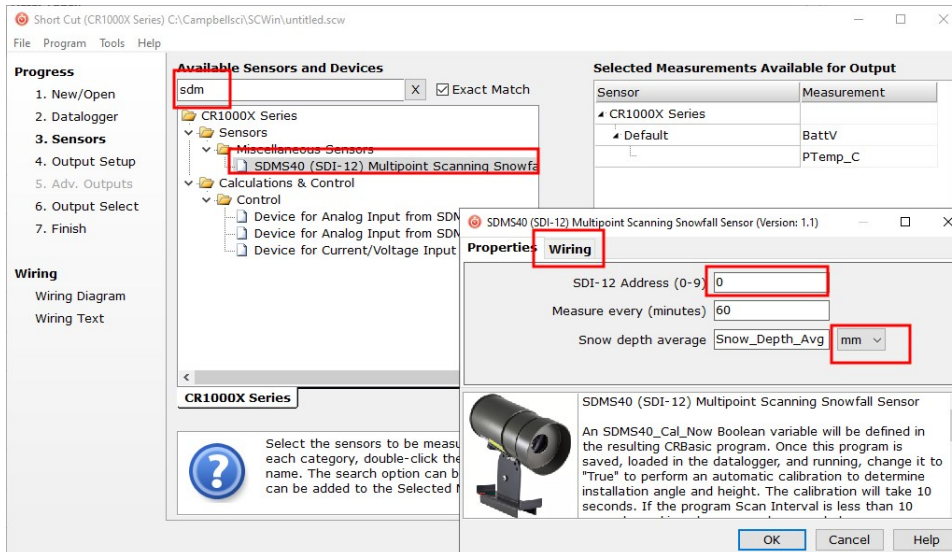 Short Cut (CR1000X Series) C:\Campbellsci\SCWin\untitled.scw
File Program Tools Help
Progress
1. New/Open
2. Datalogger
3. Sensors
4. Output Setup
5. Adv. Outputs
6. Output Select
7. Finish
Wiring
Wiring Diagram
Wiring Text
Available Sensors and Devices
sdm
X
Exact Match
CR1000X Series
Sensors
Miscellaneous Sensors
SDMS40 (SDI-12) Multipoint Scanning Snowfa
Calculations & Control
Control
Device for Analog Input from SDM
Device for Analog Input from SDM
Device for Current/Voltage Input
CR1000X Series
Select the sensors to be measu
each category, double-click the
name. The search option can b
can be added to the Selected
Selected Measurements Available for Output
Sensor Measurement
CR1000X Series
Default BattV
PTemp_C
SDMS40 (SDI-12) Multipoint Scanning Snowfall Sensor (Version: 1.1)
Properties Wiring
SDI-12 Address (0-9) 0
Measure every (minutes) 60
Snow depth average Snow_Depth_Avg mm
SDMS40 (SDI-12) Multipoint Scanning Snowfall Sensor
An SDMS40_Cal_Now Boolean variable will be defined in
the resulting CRBasic program. Once this program is
saved, loaded in the datalogger, and running, change it to
"True" to perform an automatic calibration to determine
installation angle and height. The calibration will take 10
seconds. If the program Scan Interval is less than 10
OK Cancel Help